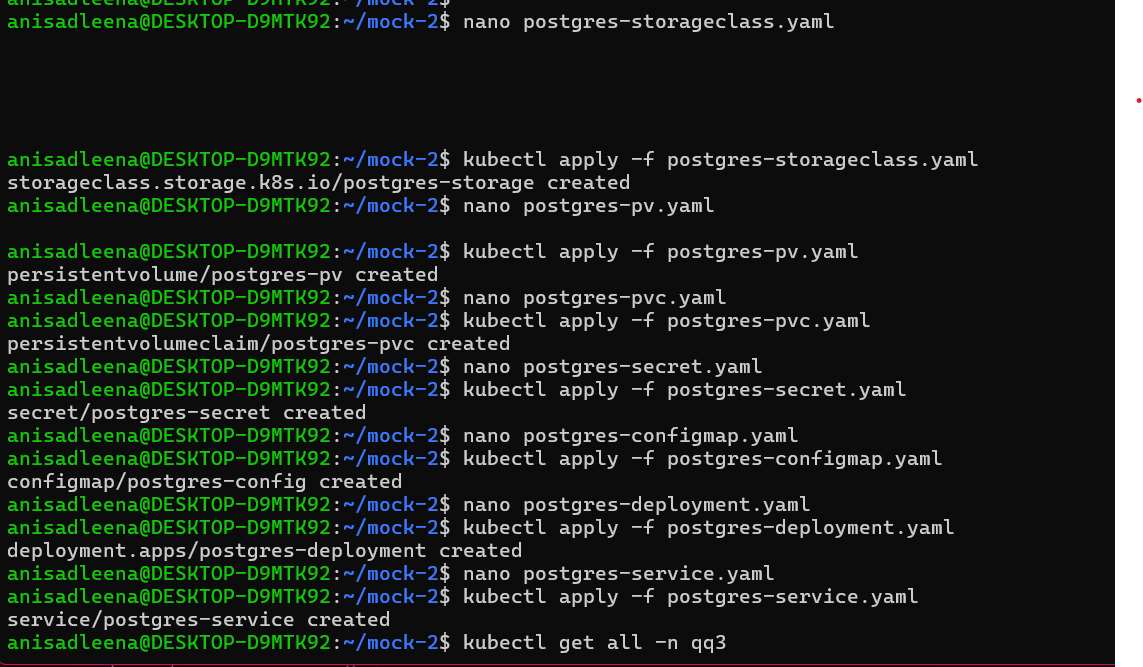 anisadleena@DESKTOP-D9MTK92:~/mock-2$
anisadleena@DESKTOP-D9MTK92:~/mock-2$ nano postgres-storageclass.yaml
anisadleena@DESKTOP-D9MTK92:~/mock-2$ kubectl apply -f postgres-storageclass.yaml
storageclass.storage.k8s.io/postgres-storage created
anisadleena@DESKTOP-D9MTK92:~/mock-2$ nano postgres-pv.yaml
anisadleena@DESKTOP-D9MTK92:~/mock-2$ kubectl apply -f postgres-pv.yaml
persistentvolume/postgres-pv created
anisadleena@DESKTOP-D9MTK92:~/mock-2$ nano postgres-pvc.yaml
anisadleena@DESKTOP-D9MTK92:~/mock-2$ kubectl apply -f postgres-pvc.yaml
persistentvolumeclaim/postgres-pvc created
anisadleena@DESKTOP-D9MTK92:~/mock-2$ nano postgres-secret.yaml
anisadleena@DESKTOP-D9MTK92:~/mock-2$ kubectl apply -f postgres-secret.yaml
secret/postgres-secret created
anisadleena@DESKTOP-D9MTK92:~/mock-2$ nano postgres-configmap.yaml
anisadleena@DESKTOP-D9MTK92:~/mock-2$ kubectl apply -f postgres-configmap.yaml
configmap/postgres-config created
anisadleena@DESKTOP-D9MTK92:~/mock-2$ nano postgres-deployment.yaml
anisadleena@DESKTOP-D9MTK92:~/mock-2$ kubectl apply -f postgres-deployment.yaml
deployment.apps/postgres-deployment created
anisadleena@DESKTOP-D9MTK92:~/mock-2$ nano postgres-service.yaml
anisadleena@DESKTOP-D9MTK92:~/mock-2$ kubectl apply -f postgres-service.yaml
service/postgres-service created
anisadleena@DESKTOP-D9MTK92:~/mock-2$ kubectl get all -n qq3